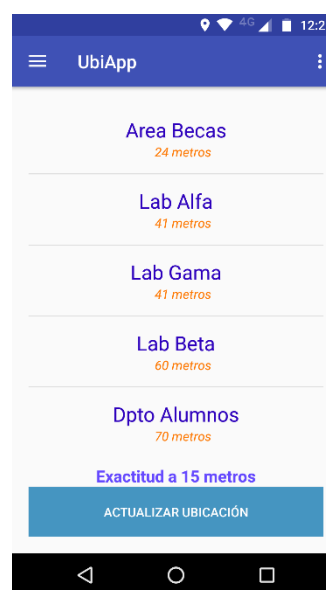 4G 12:2
UbiApp
Area Becas
24 metros
Lab Alfa
41 metros
Lab Gama
41 metros
Lab Beta
60 metros
Dpto Alumnos
70 metros
Exactitud a 15 metros
ACTUALIZAR UBICACIÓN